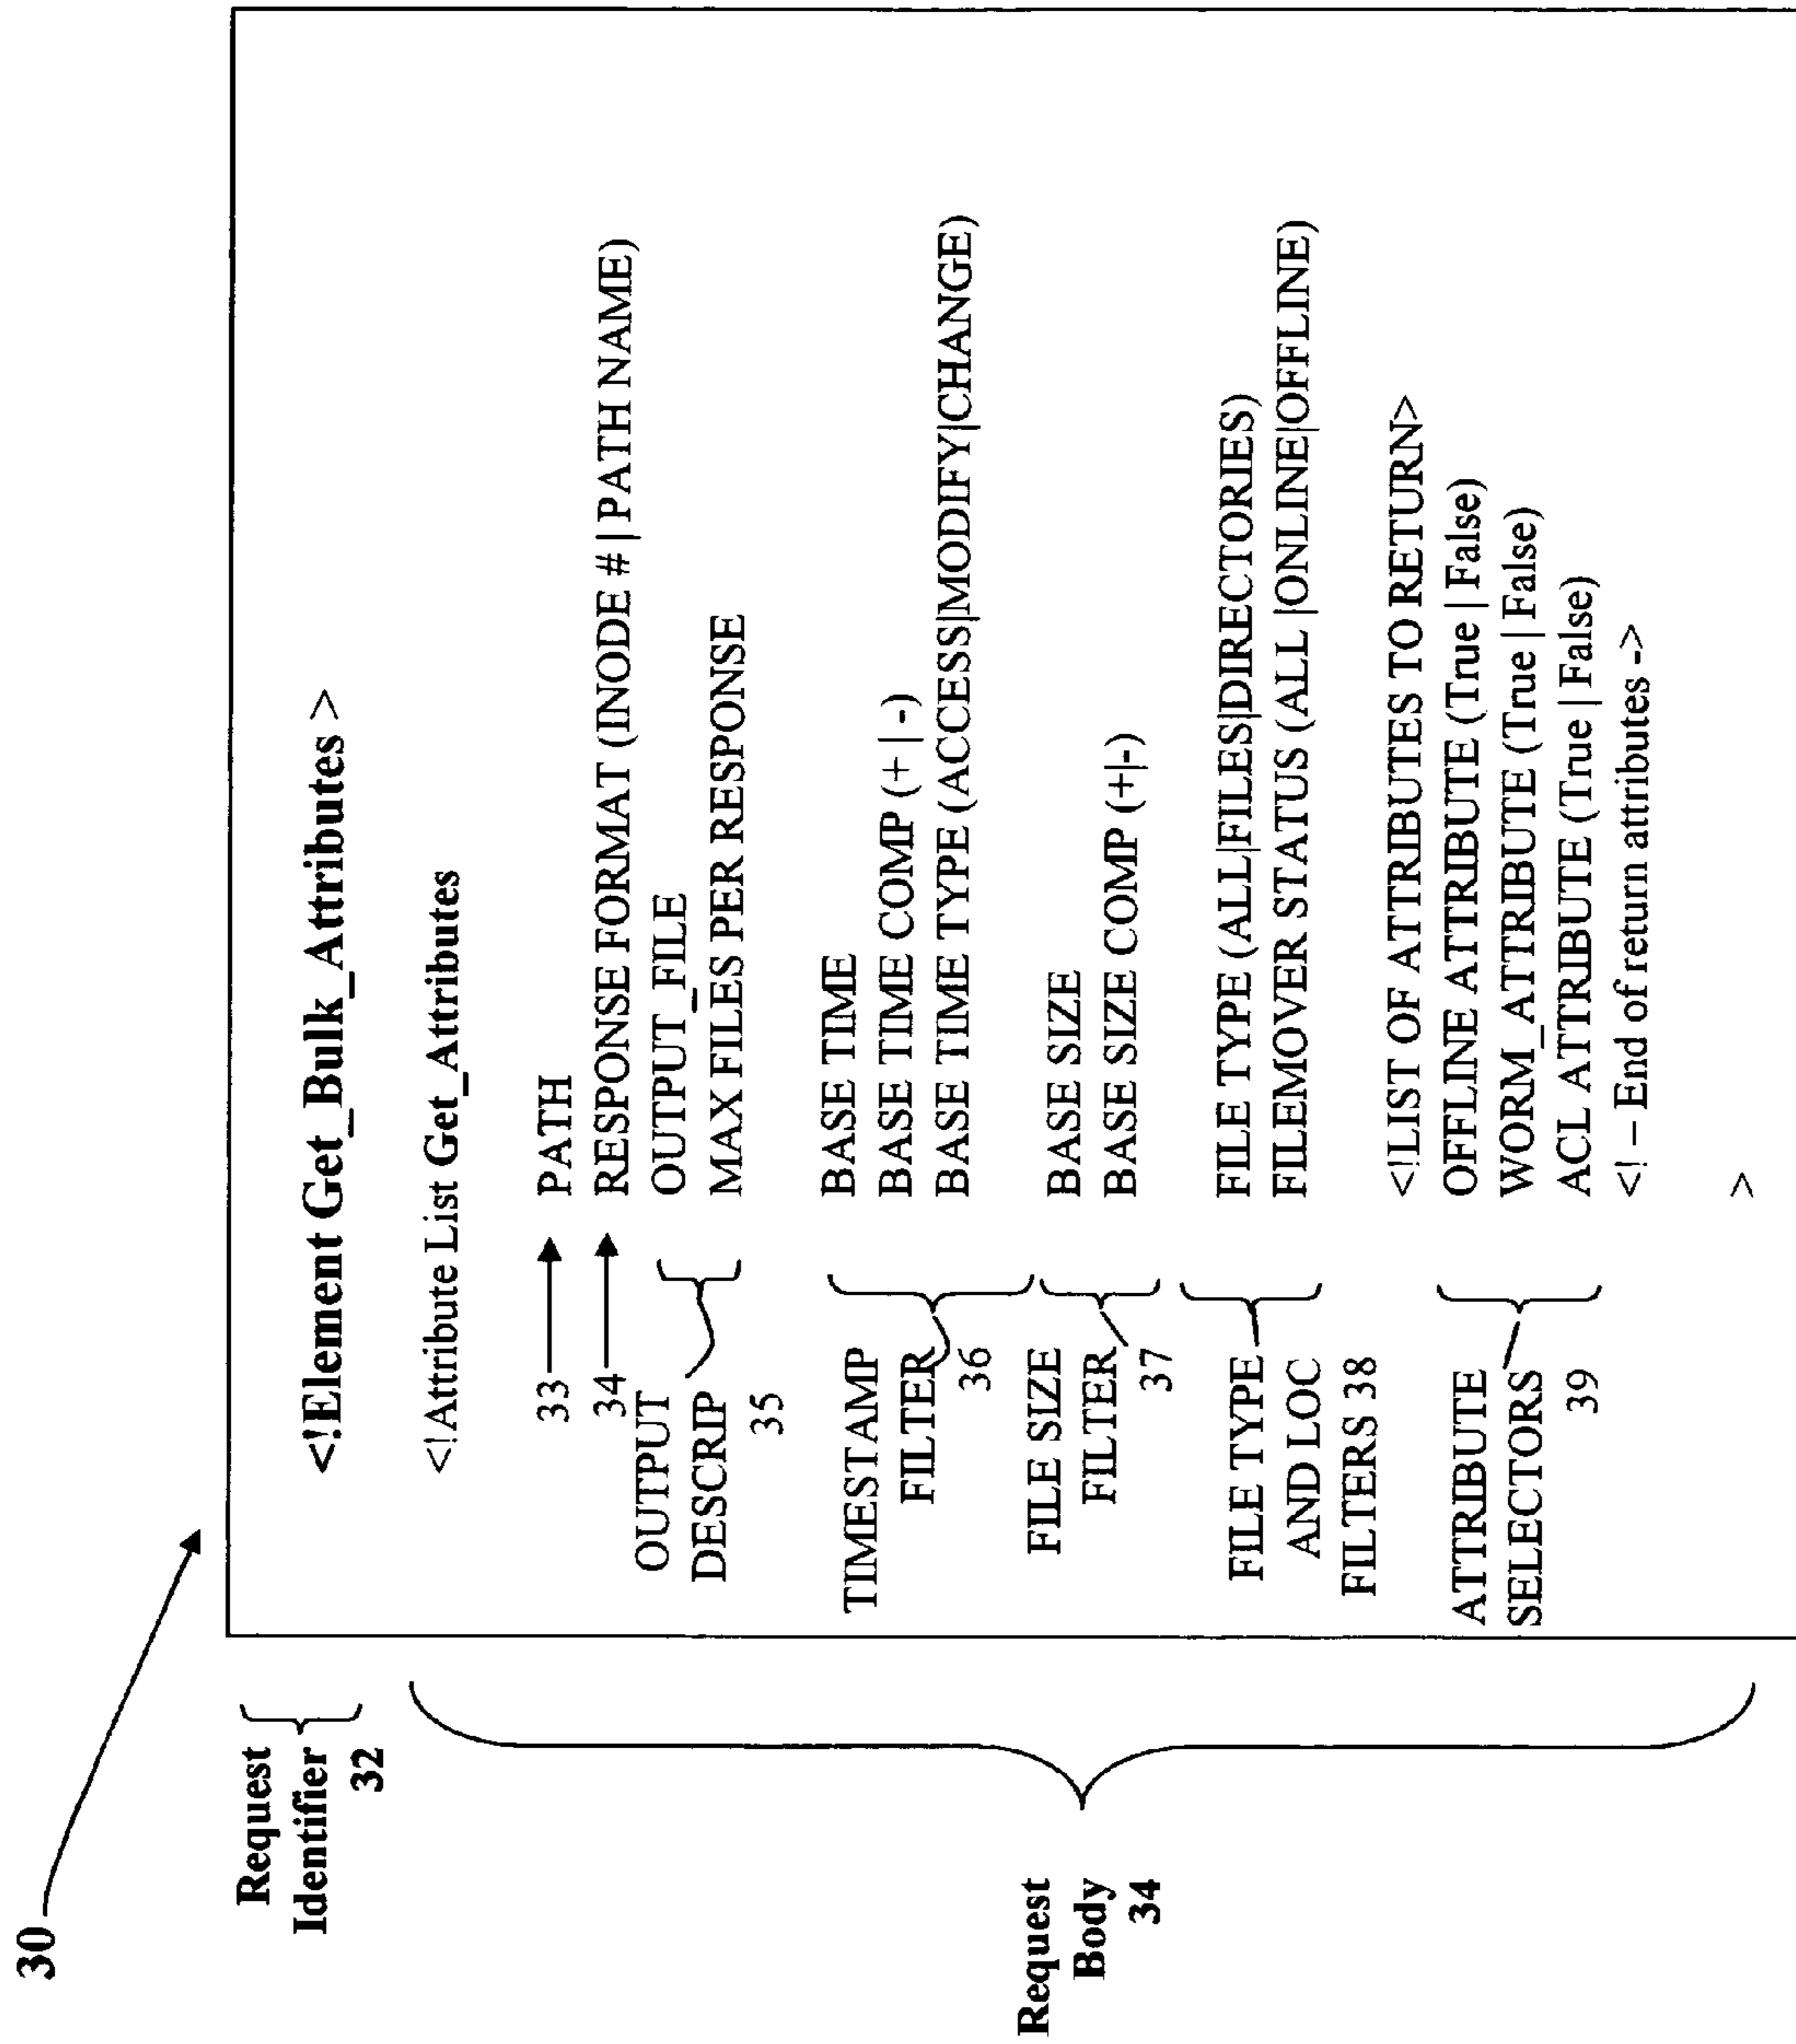 30
Request
Identifier
32
<!Element Get_Bulk_Attributes >
Request
Body
34
<!Attribute List Get_Attributes
33
PATH
34
RESPONSE FORMAT (INODE # | PATH NAME)
OUTPUT
DESCRIP
35
OUTPUT_FILE
MAX FILES PER RESPONSE
TIMESTAMP
FILTER
36
BASE TIME
BASE TIME COMP (+ | -)
BASE TIME TYPE (ACCESS|MODIFY|CHANGE)
FILE SIZE
FILTER
37
BASE SIZE
BASE SIZE COMP (+|-)
FILE TYPE
AND LOC
FILTERS 38
FILE TYPE (ALL|FILES|DIRECTORIES)
FILEMOVER STATUS (ALL |ONLINE|OFFLINE)
<!LIST OF ATTRIBUTES TO RETURN>
ATTRIBUTE
SELECTORS
39
OFFLINE ATTRIBUTE (True | False)
WORM_ATTRIBUTE (True | False)
ACL ATTRIBUTE (True | False)
<! – End of return attributes ->
>